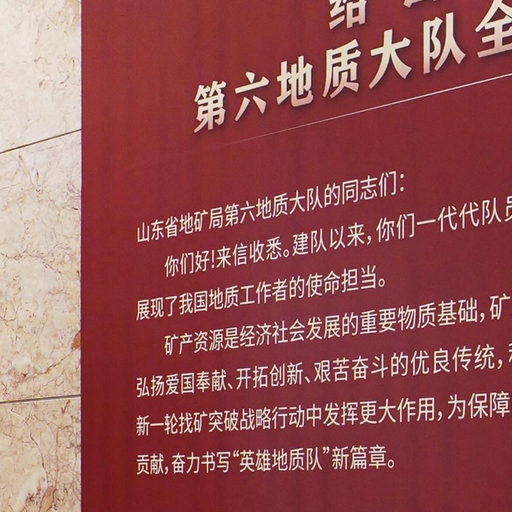 给
第六地质大队全
山东省地矿局第六地质大队的同志们：
你们好！来信收悉。建队以来，你们一代代队员
展现了我国地质工作者的使命担当。
矿产资源是经济社会发展的重要物质基础，矿
弘扬爱国奉献、开拓创新、艰苦奋斗的优良传统，
新一轮找矿突破战略行动中发挥更大作用，为保障
贡献，奋力书写“英雄地质队”新篇章。